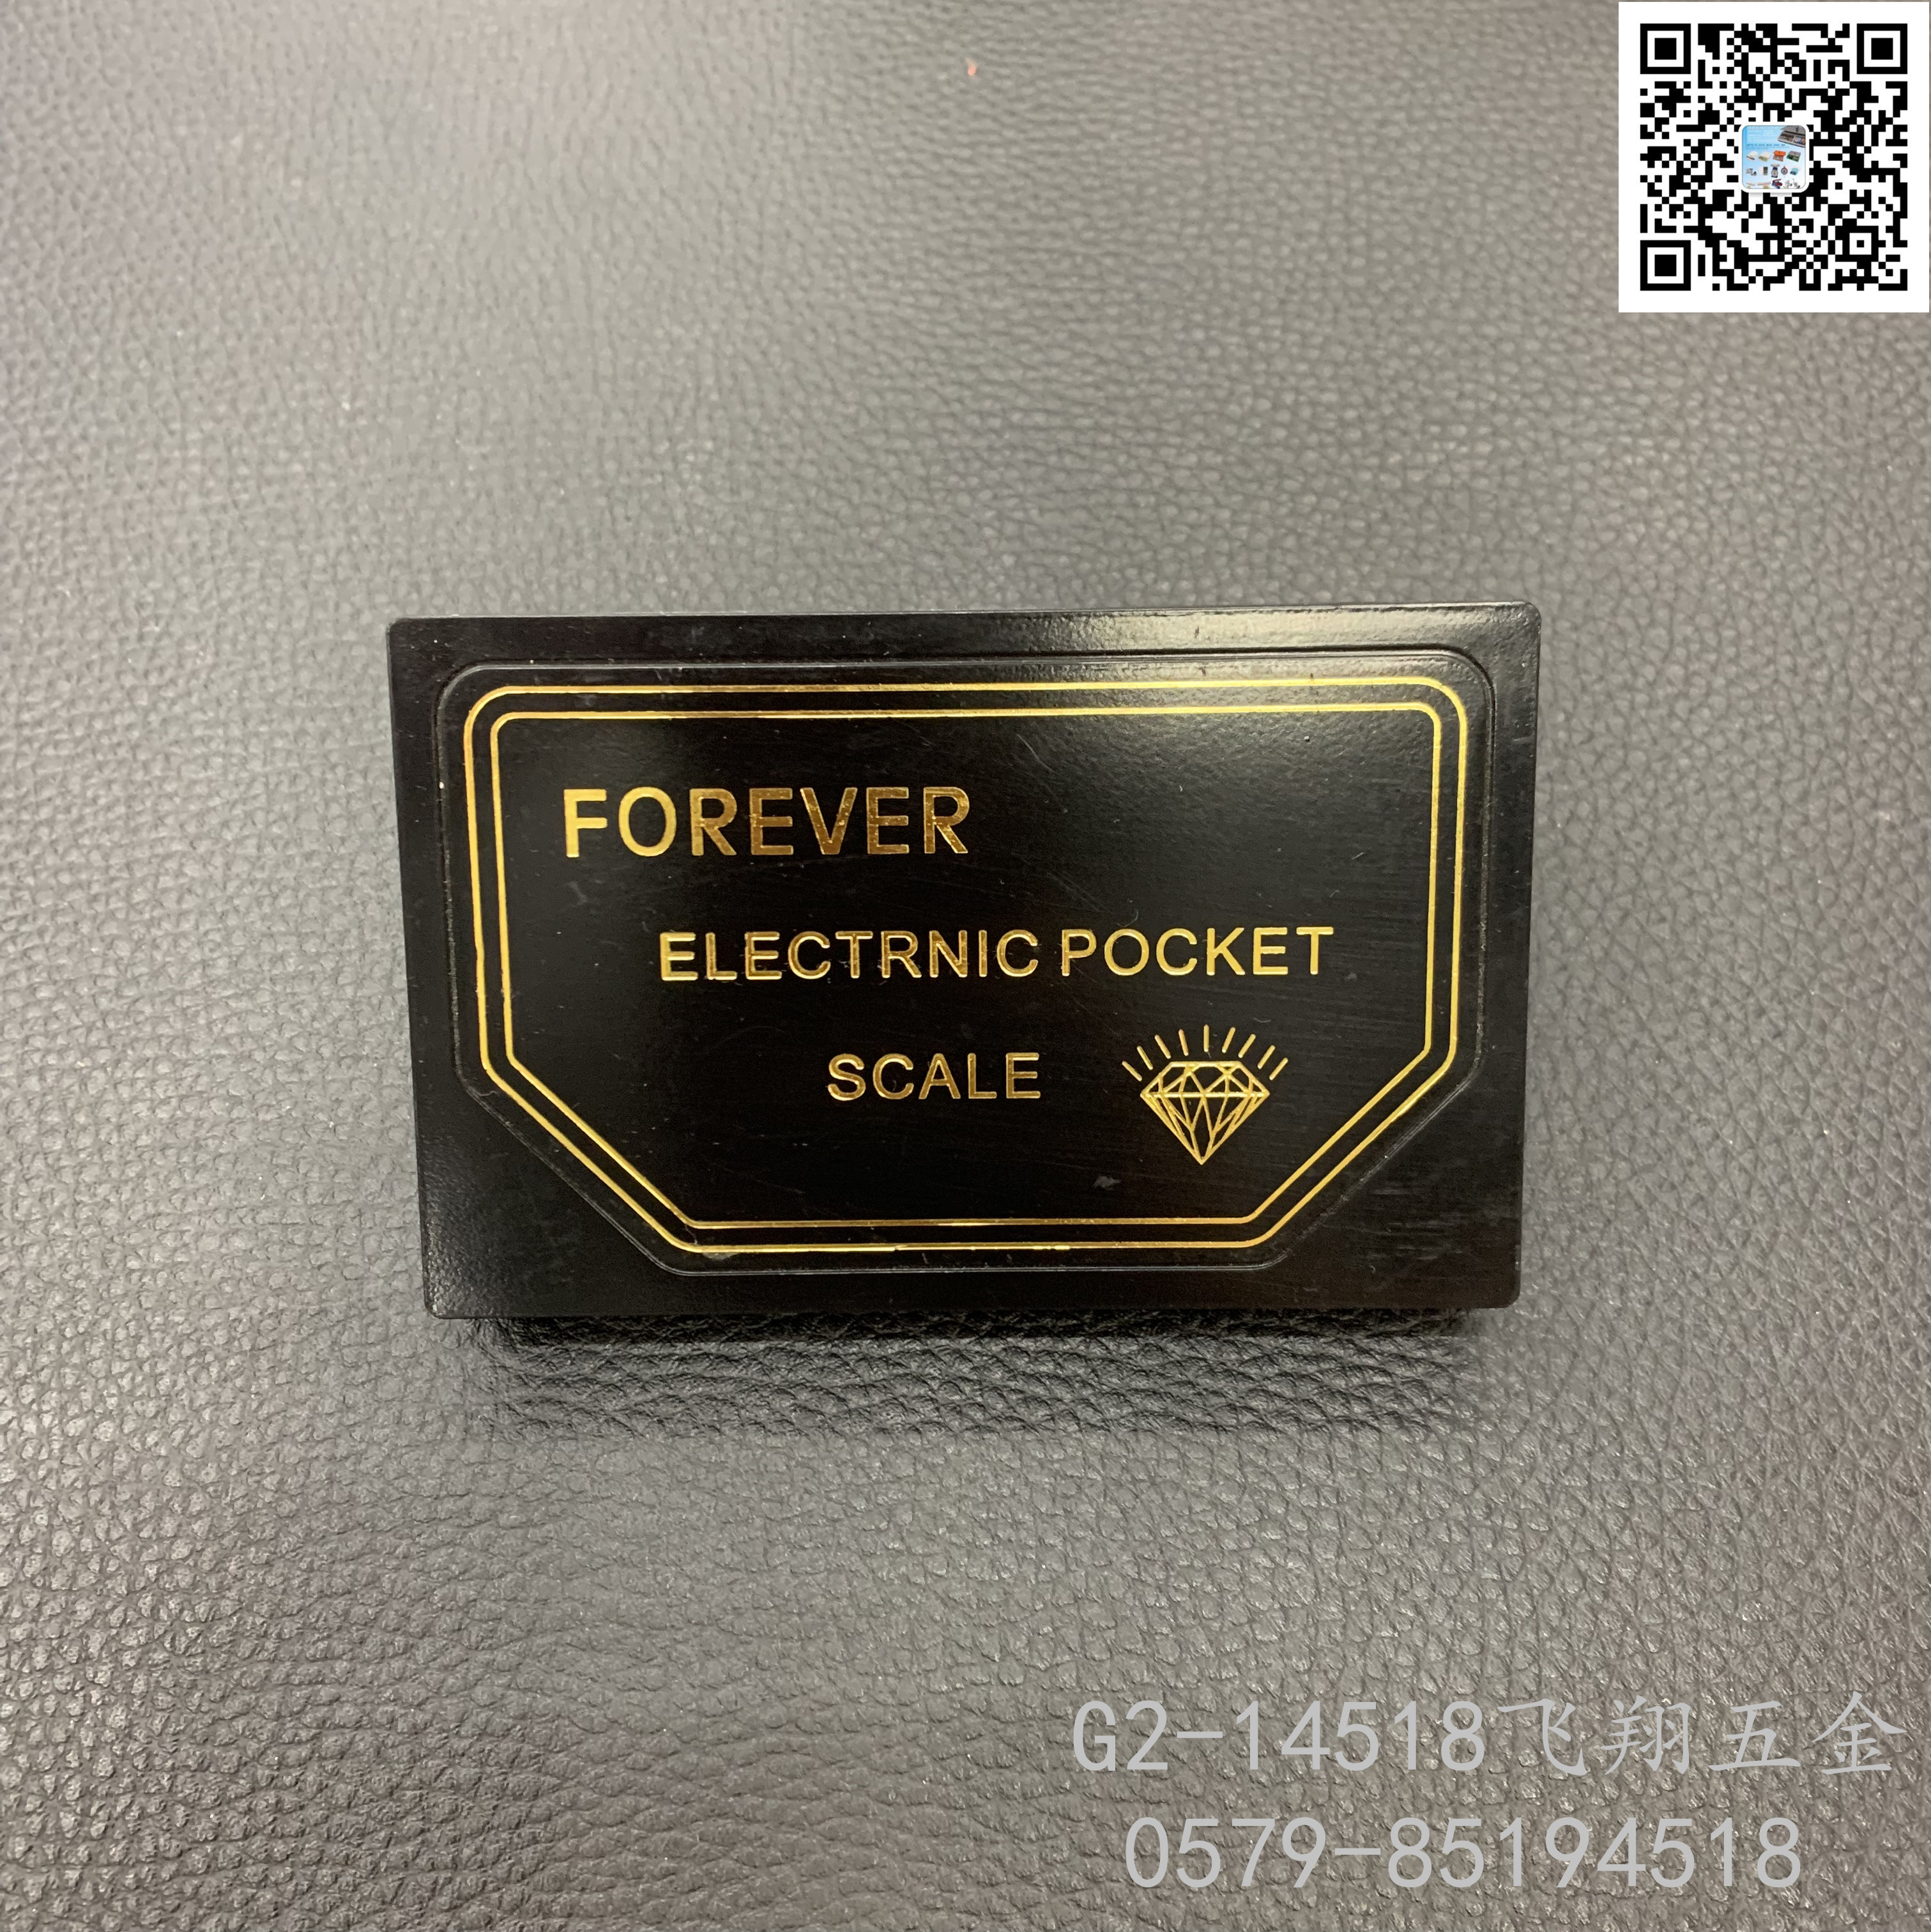 FOREVER
ELECTRNIC POCKET
SCALE
G2-14518飞翔五金
0579-85194518